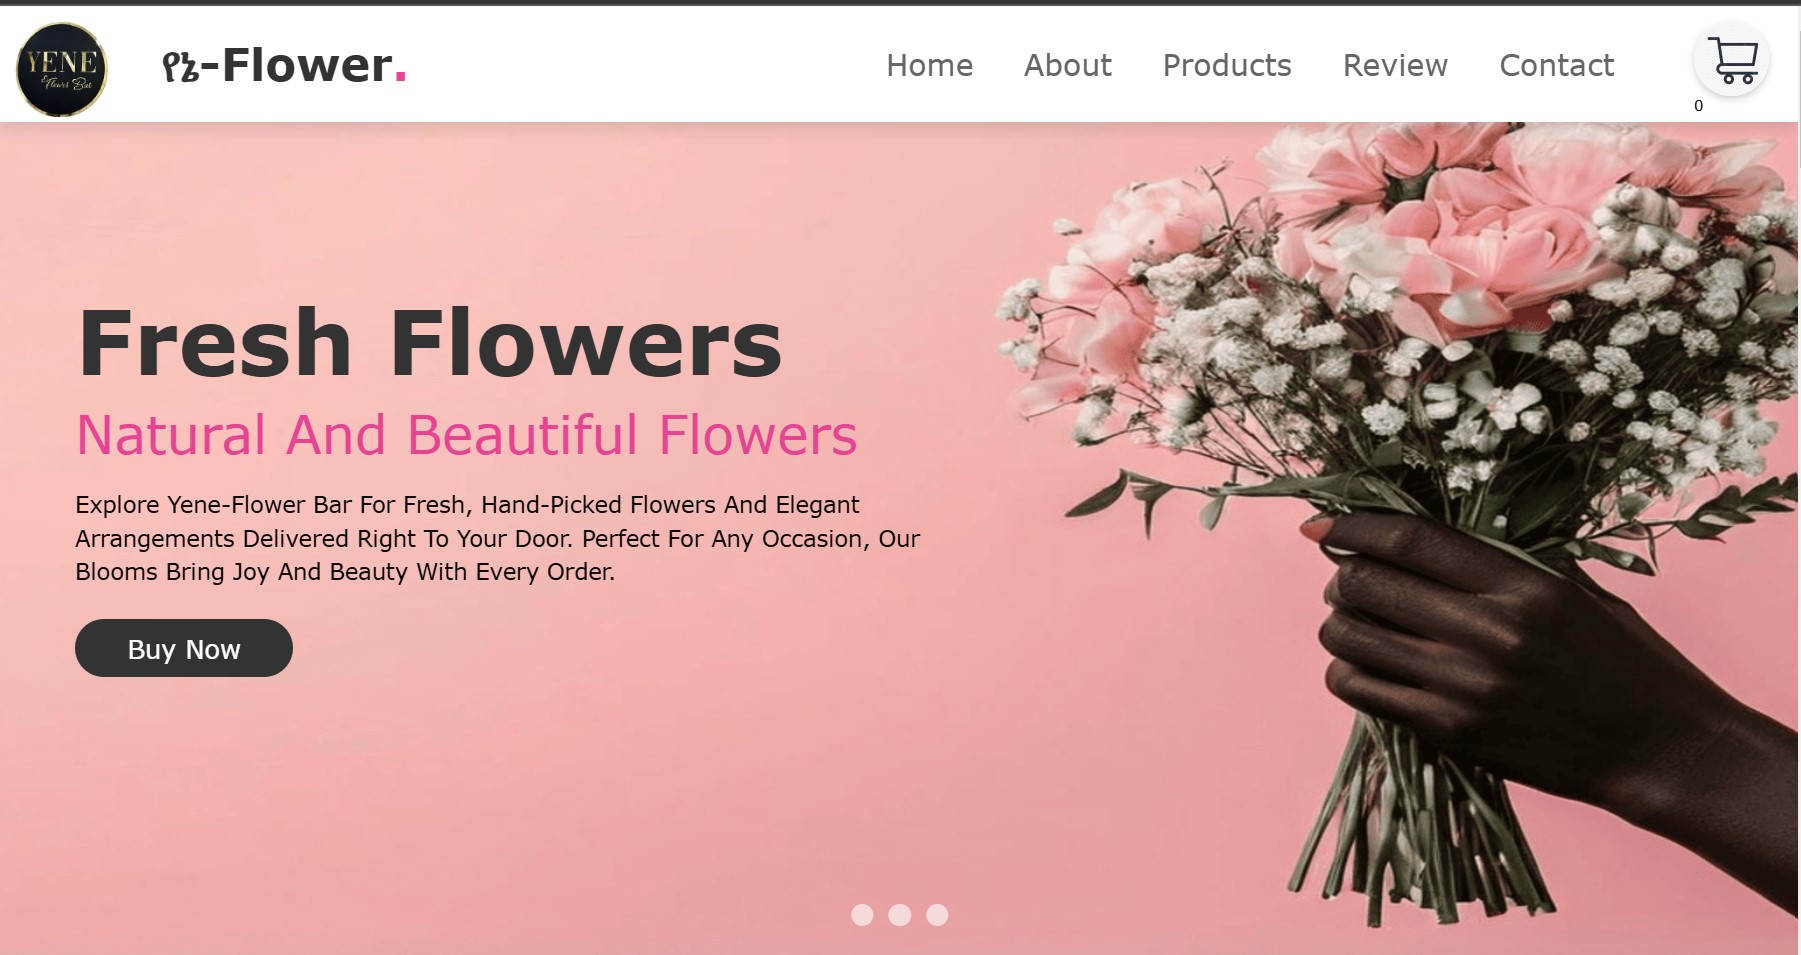 YENE
Flower Bar
የኔ-Flower.
Home About Products Review Contact
0
Fresh Flowers
Natural And Beautiful Flowers
Explore Yene-Flower Bar For Fresh, Hand-Picked Flowers And Elegant
Arrangements Delivered Right To Your Door. Perfect For Any Occasion, Our
Blooms Bring Joy And Beauty With Every Order.
Buy Now